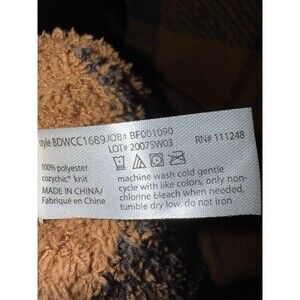 style BDWCC1689 JOB# BF001090
LOT# 2007SW03
RN# 111248
100% polyester
cozychic® knit
MADE IN CHINA/
Fabriqué en Chine
machine wash cold gentle
cycle with like colors, only non-
chlorine bleach when needed,
tumble dry low, do not iron